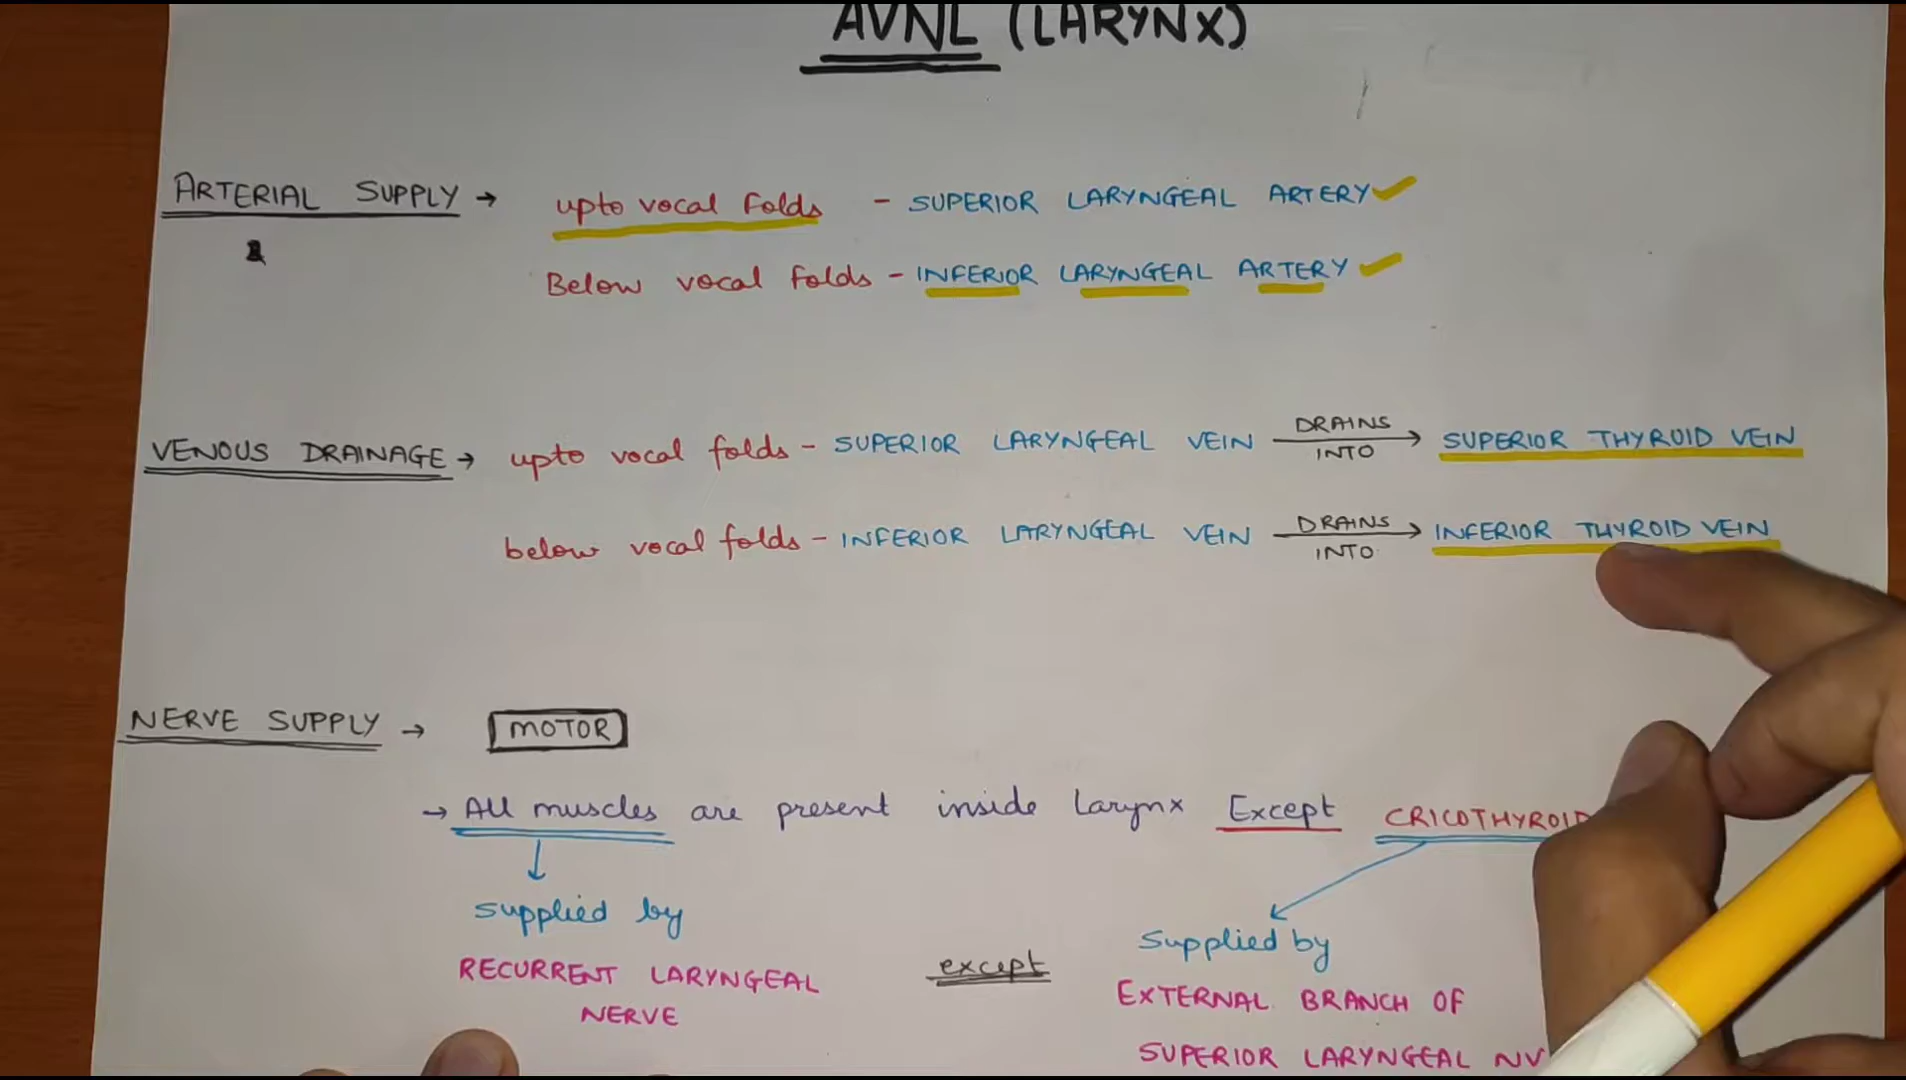 AVNL (LARYNX)
ARTERIAL SUPPLY → upto vocal folds - SUPERIOR LARYNGEAL ARTERY
Below vocal folds - INFERIOR LARYNGEAL ARTERY
VENOUS DRAINAGE → upto vocal folds - SUPERIOR LARYNGEAL VEIN DRAINS INTO → SUPERIOR THYROID VEIN
below vocal folds - INFERIOR LARYNGEAL VEIN DRAINS INTO → INFERIOR THYROID VEIN
NERVE SUPPLY → MOTOR
→ All muscles are present inside larynx Except CRICOTHYROID
Supplied by
RECURRENT LARYNGEAL
NERVE
except
Supplied by
EXTERNAL BRANCH OF
SUPERIOR LARYNGEAL NV